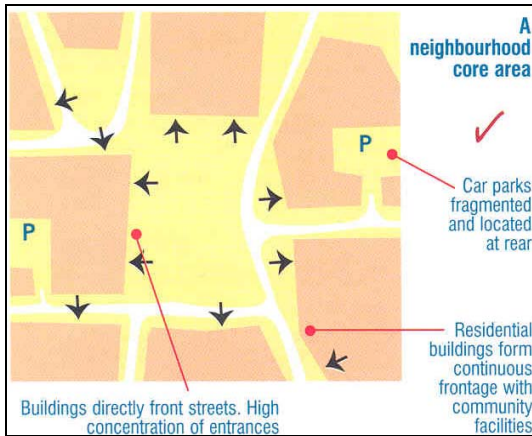 A
neighbourhood
core area
P
Car parks
fragmented
and located
at rear
P
Residential
buildings form
continuous
frontage with
community
facilities
Buildings directly front streets. High
concentration of entrances